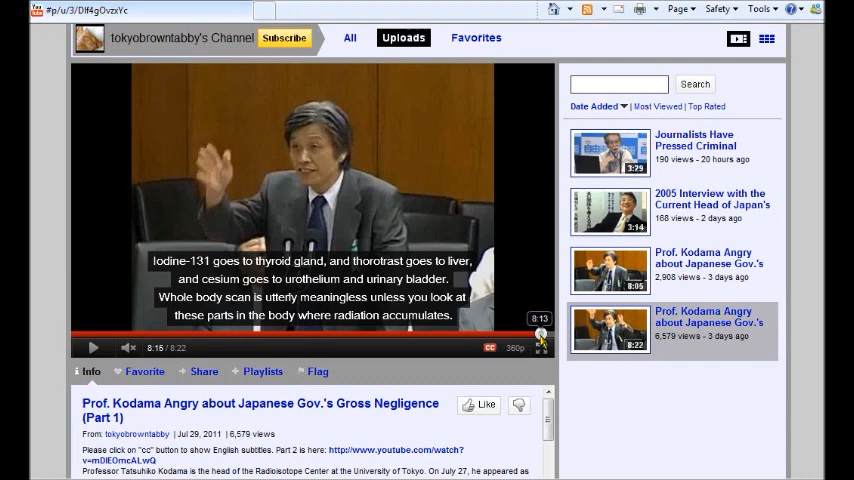 #p/u/3/DIf4gOvzxYc
Page
Safety
Tools
tokyobrowntabby's Channel
Subscribe
All
Uploads
Favorites
Search
Date Added
Most Viewed
Top Rated
Journalists Have
Pressed Criminal
190 views - 20 hours ago
3:29
2005 Interview with the
Current Head of Japan's
168 views - 2 days ago
3:14
Prof. Kodama Angry
about Japanese Gov.'s
2,908 views - 3 days ago
8:05
Prof. Kodama Angry
about Japanese Gov.'s
6,579 views - 3 days ago
8:22
Iodine-131 goes to thyroid gland, and thorotrast goes to liver,
and cesium goes to urothelium and urinary bladder.
Whole body scan is utterly meaningless unless you look at
these parts in the body where radiation accumulates.
8:13
8:15 / 8:22
CC
360p
Info
Favorite
Share
Playlists
Flag
Prof. Kodama Angry about Japanese Gov.'s Gross Negligence
(Part 1)
Like
From: tokyobrowntabby | Jul 29, 2011 | 6,579 views
Please click on "cc" button to show English subtitles. Part 2 is here: http://www.youtube.com/watch?
v=mDlEOmcALwQ
Professor Tatsuhiko Kodama is the head of the Radioisotope Center at the University of Tokyo. On July 27, he appeared as